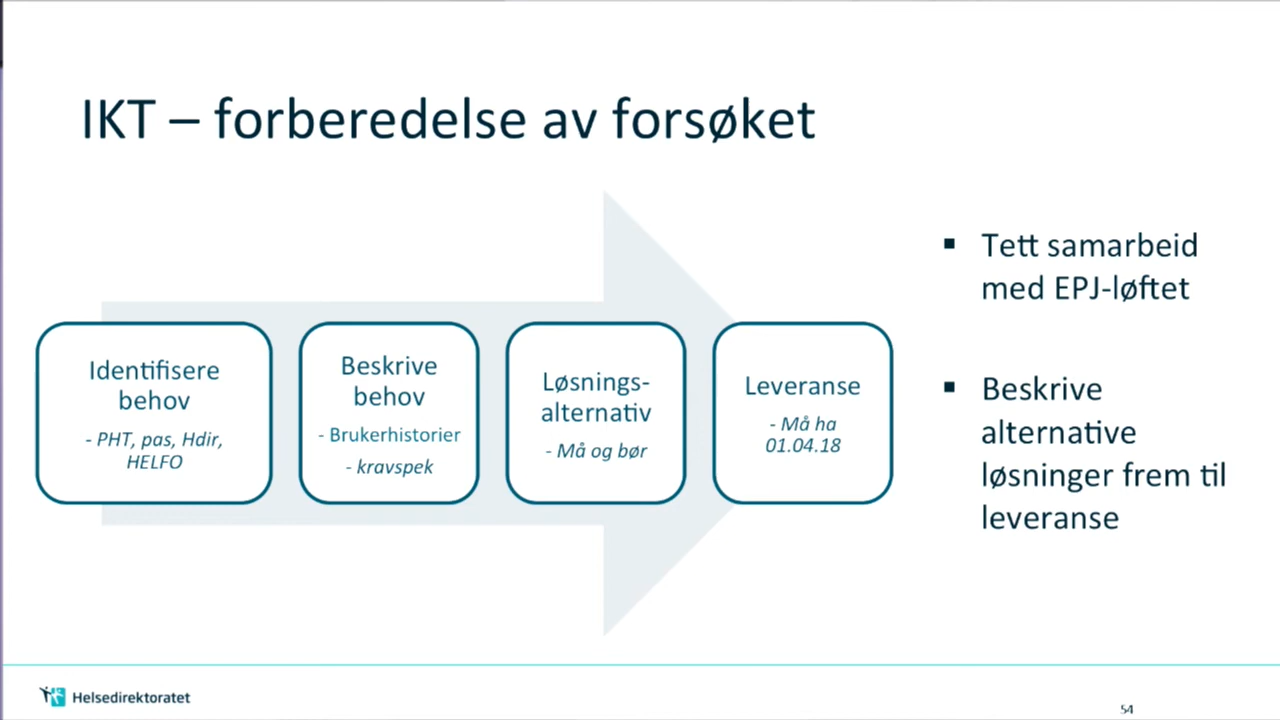 IKT – forberedelse av forsøket
Identifisere
behov
- PHT, pas, Hdir,
HELFO
Beskrive
behov
- Brukerhistorier
- kravspek
Løsnings-
alternativ
- Må og bør
Leveranse
- Må ha
01.04.18
▪ Tett samarbeid
med EPJ-løftet
▪ Beskrive
alternative
løsninger frem til
leveranse
Helsedirektoratet
54